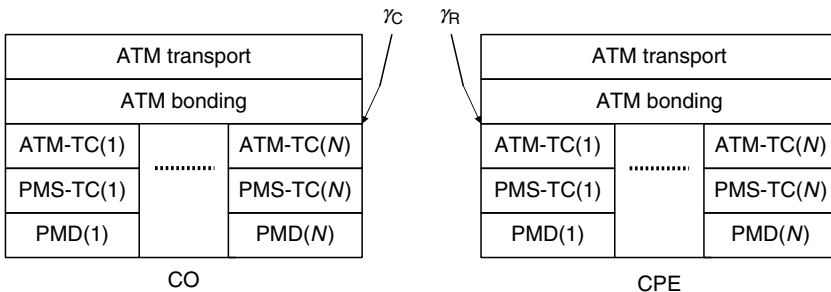 γC γR
ATM transport ATM transport
ATM bonding ATM bonding
ATM-TC(1) ATM-TC(N) ATM-TC(1) ATM-TC(N)
PMS-TC(1) PMS-TC(N) PMS-TC(1) PMS-TC(N)
PMD(1) PMD(N) PMD(1) PMD(N)
CO CPE